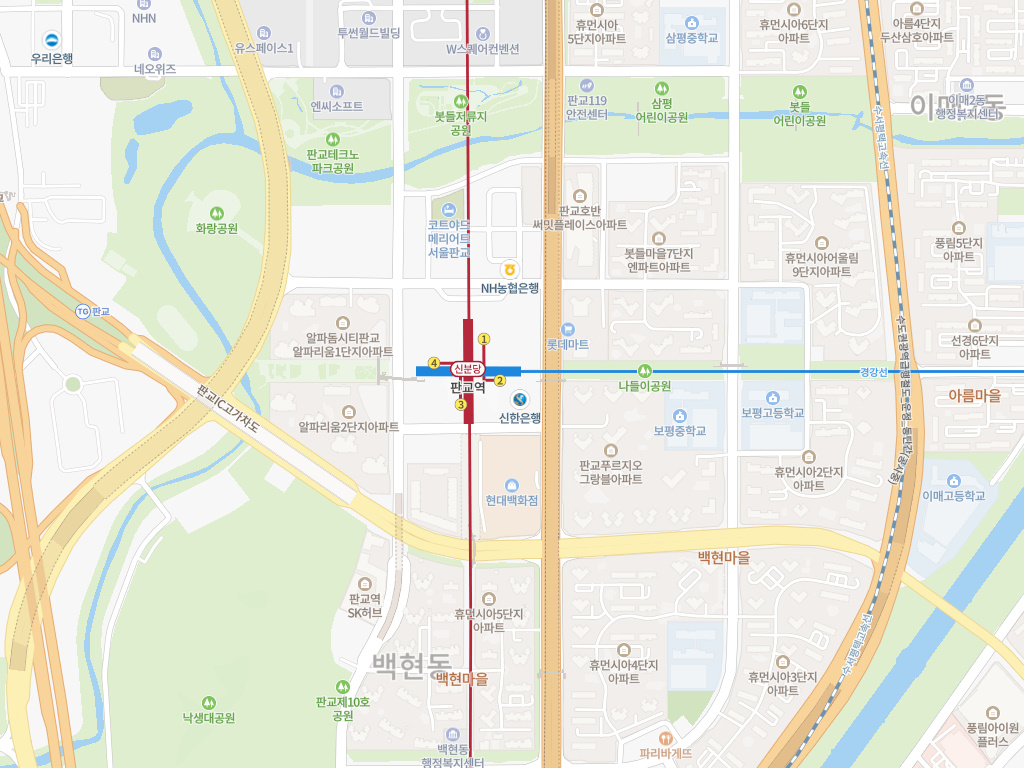 NHN
우리은행
네오위즈
유스페이스1
투썬월드빌딩
W스퀘어컨벤션
휴먼시아
5단지아파트
삼평중학교
휴먼시아6단지
아파트
아름4단지
두산삼호아파트
엔씨소프트
봇들저류지
공원
판교테크노
파크공원
판교119
안전센터
삼평
어린이공원
봇들
어린이공원
이매2동
행정복지센터
수서평택고속선
화랑공원
코트야드
메리어트
서울판교
판교호반
써밋플레이스아파트
봇들마을7단지
엔파트아파트
휴먼시아어울림
9단지아파트
풍림5단지
아파트
NH농협은행
TG 판교
알파돔시티판교
알파리움1단지아파트
1
롯데마트
선경6단지
아파트
4
신분당
2
판교역
3
나들이공원
경강선
아름마을
판교IC고가차도
알파리움2단지아파트
신한은행
보평중학교
보평고등학교
판교푸르지오
그랑블아파트
휴먼시아2단지
아파트
현대백화점
이매고등학교
백현마을
판교역
SK허브
휴먼시아5단지
아파트
백현동
백현마을
휴먼시아4단지
아파트
휴먼시아3단지
아파트
수서평택고속선
판교제10호
공원
낙생대공원
백현동
행정복지센터
파리바게뜨
풍림아이원
플러스